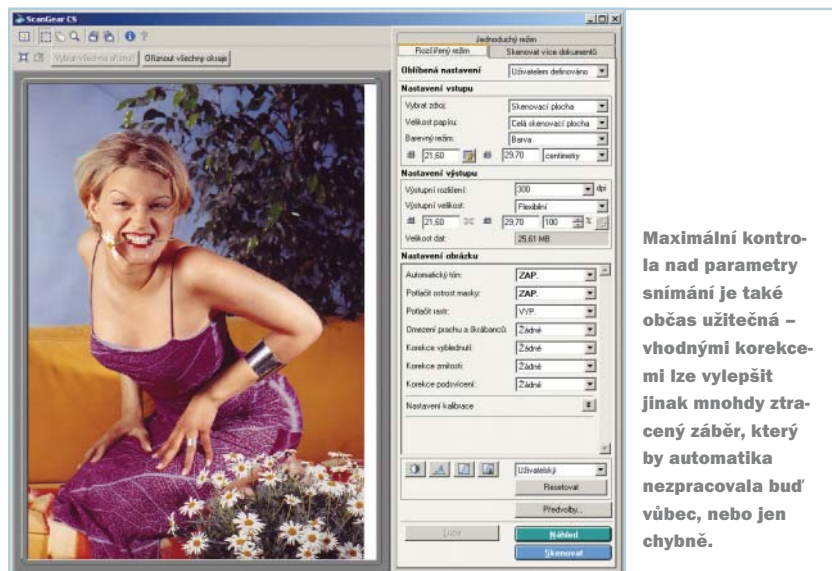 ScanGear CS
Vybrat všechna oříznutí Oříznout všechny okraje
Jednoduchý režim
Rozšířený režim Skenovat více dokumentů
Oblíbená nastavení Uživatelem definováno
Nastavení vstupu
Vybrat zdroj: Skenovací plocha
Velikost papíru: Celá skenovací plocha
Barevný režim: Barva
21,60 29,70 centimetry
Nastavení výstupu
Výstupní rozlišení: 300 dpi
Výstupní velikost: Flexibilní
21,60 29,70 100 %
Velikost dat: 25,61 MB
Nastavení obrázku
Automatický tón: ZAP.
Potlačit ostrost masky: ZAP.
Potlačit rastr: VYP.
Omezení prachu a škrábanců: Žádné
Korekce vyblednutí: Žádné
Korekce zrnitosti: Žádné
Korekce podsvícení: Žádné
Nastavení kalibrace
Uživatelský
Resetovat
Předvolby...
Lupa Náhled
Skenovat
Maximální kontro-
la nad parametry
snímání je také
občas užitečná –
vhodnými korekce-
mi lze vylepšit
jinak mnohdy ztra-
cený záběr, který
by automatika
nezpracovala buď
vůbec, nebo jen
chybně.